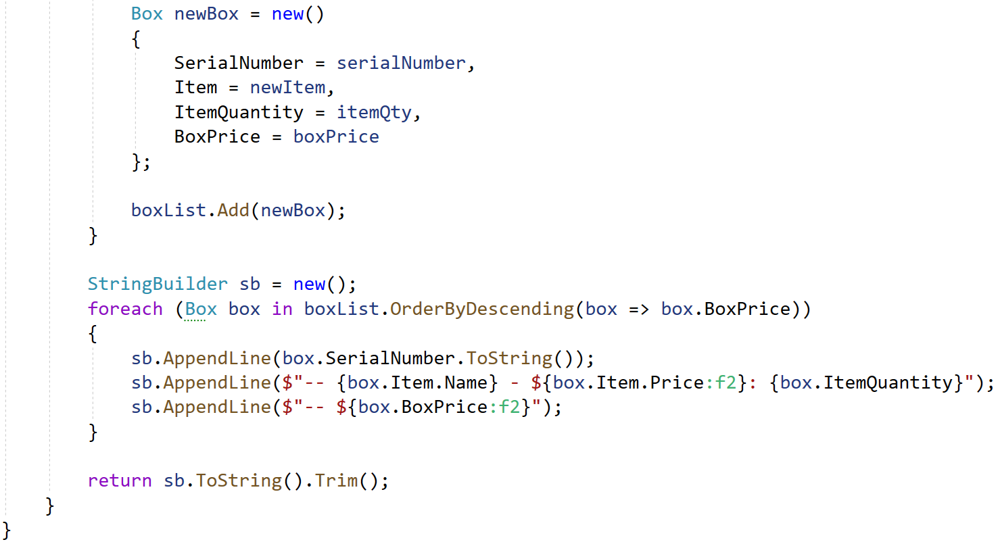 Box newBox = new()
{
SerialNumber = serialNumber,
Item = newItem,
ItemQuantity = itemQty,
BoxPrice = boxPrice
};
boxList.Add(newBox);
}
StringBuilder sb = new();
foreach (Box box in boxList.OrderByDescending(box => box.BoxPrice))
{
sb.AppendLine(box.SerialNumber.ToString());
sb.AppendLine($"-- {box.Item.Name} - ${box.Item.Price:f2}: {box.ItemQuantity}");
sb.AppendLine($"-- ${box.BoxPrice:f2}");
}
return sb.ToString().Trim();
}
}